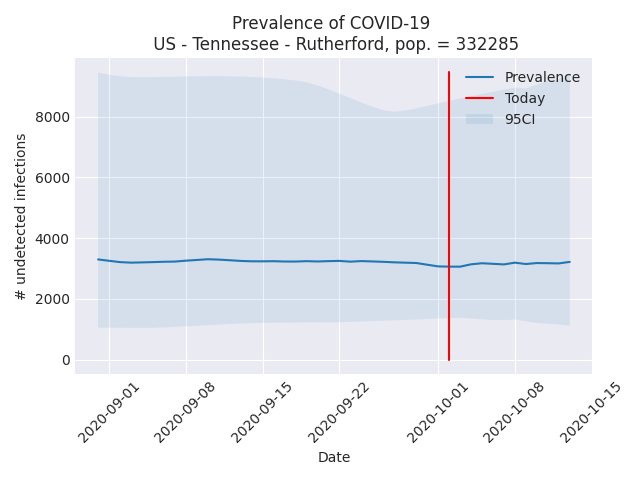 Prevalence of COVID-19
US - Tennessee - Rutherford, pop. = 332285
Prevalence
Today
95CI
8000
6000
4000
2000
0
# undetected infections
2020-09-01
2020-09-08
2020-09-15
2020-09-22
2020-10-01
2020-10-08
2020-10-15
Date